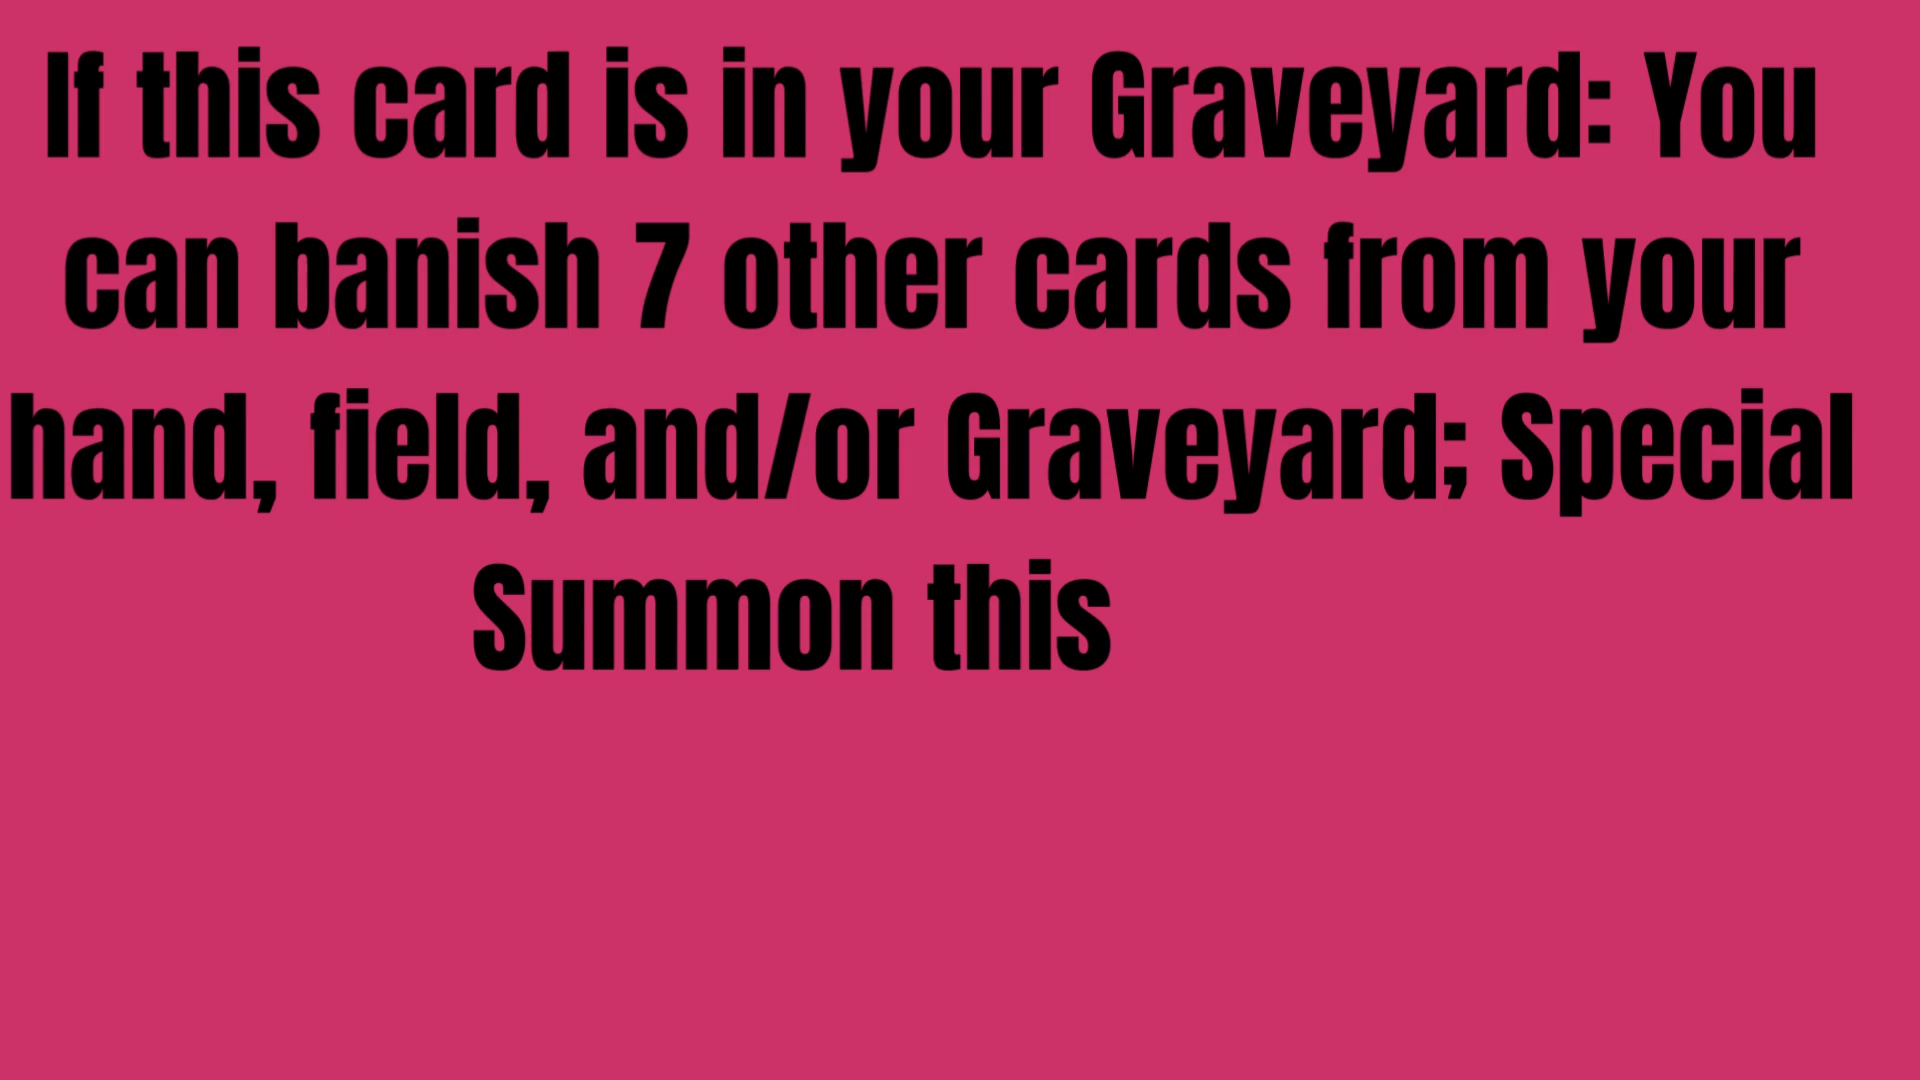 If this card is in your Graveyard: You
can banish 7 other cards from your
hand, field, and/or Graveyard; Special
Summon this